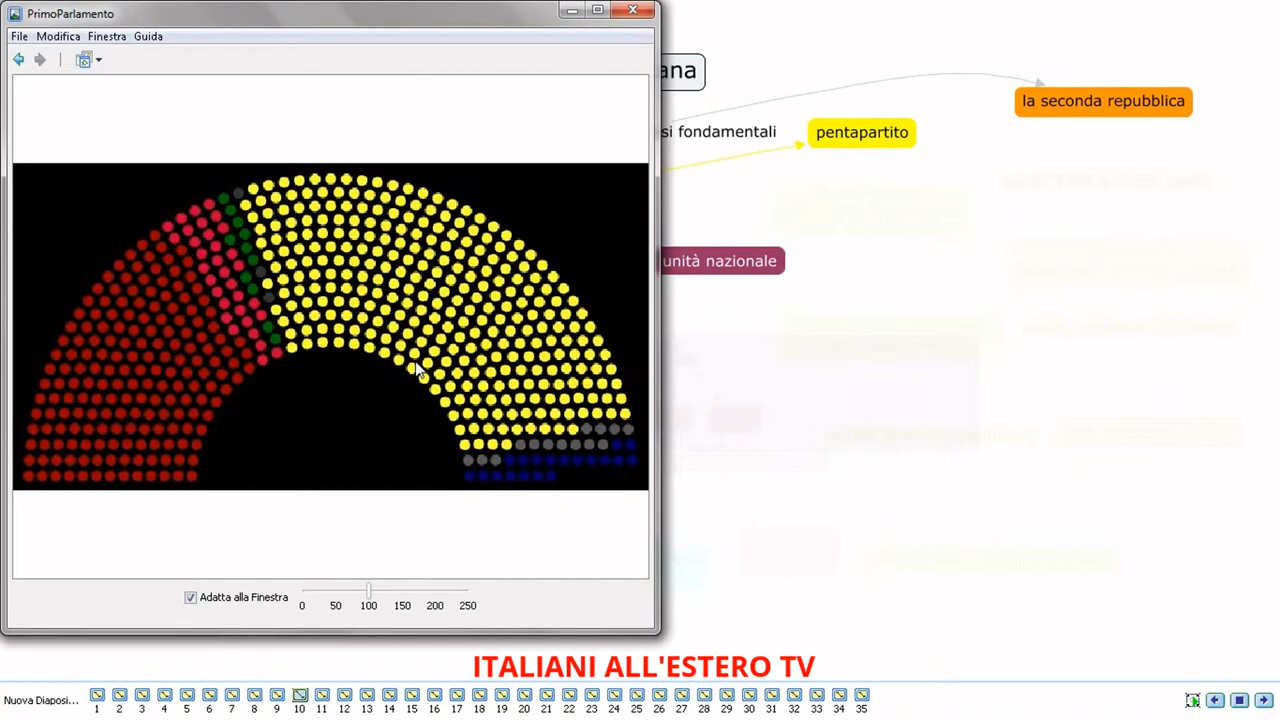 PrimoParlamento
File Modifica Finestra Guida
ana
la seconda repubblica
si fondamentali
pentapartito
unità nazionale
Adatta alla Finestra
0 50 100 150 200 250
ITALIANI ALL'ESTERO TV
Nuova Diaposi...
1 2 3 4 5 6 7 8 9 10 11 12 13 14 15 16 17 18 19 20 21 22 23 24 25 26 27 28 29 30 31 32 33 34 35